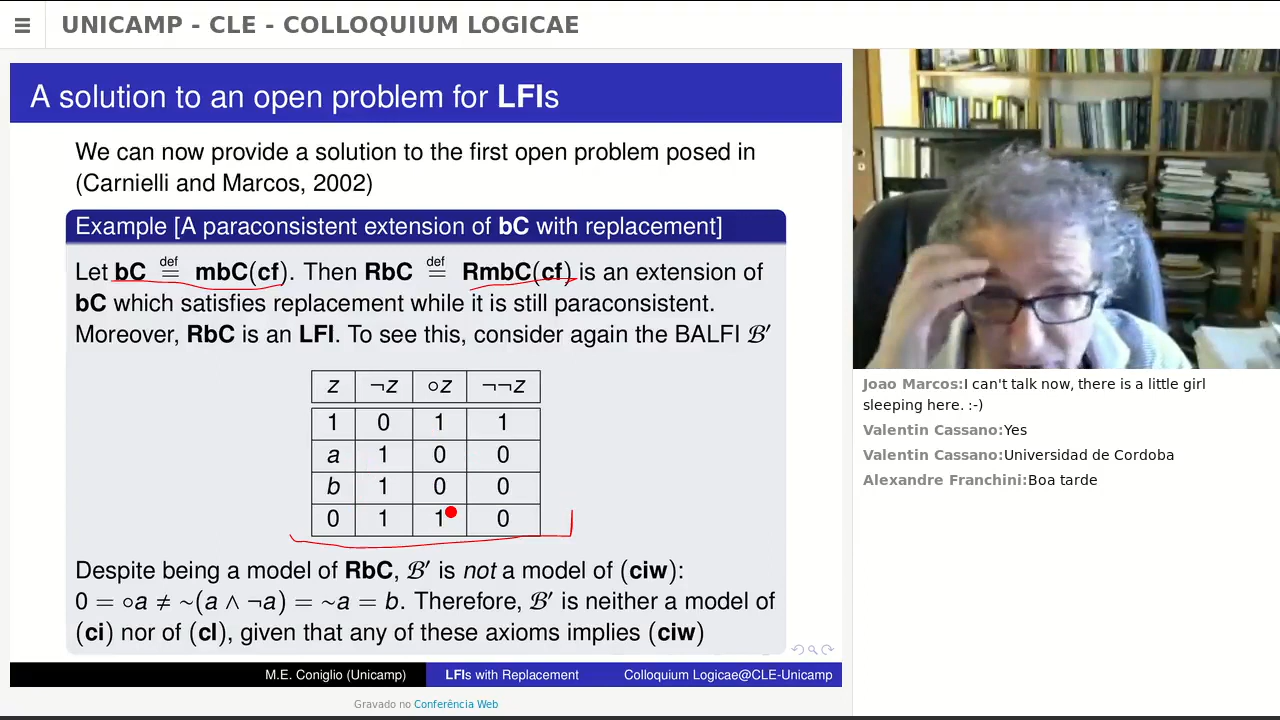 ≡ UNICAMP - CLE - COLLOQUIUM LOGICAE
A solution to an open problem for LFIs
We can now provide a solution to the first open problem posed in
(Carnielli and Marcos, 2002)
Example [A paraconsistent extension of bC with replacement]
Let bC def= mbC(cf). Then RbC def= RmbC(cf) is an extension of
bC which satisfies replacement while it is still paraconsistent.
Moreover, RbC is an LFI. To see this, consider again the BALFI ℬ′
z ¬z ∘z ¬¬z
1 0 1 1
a 1 0 0
b 1 0 0
0 1 1 0
Despite being a model of RbC, ℬ′ is not a model of (ciw):
0 = ∘a ≠ ∼(a ∧ ¬a) = ∼a = b. Therefore, ℬ′ is neither a model of
(ci) nor of (cl), given that any of these axioms implies (ciw)
M.E. Coniglio (Unicamp) LFIs with Replacement Colloquium Logicae@CLE-Unicamp
Gravado no Conferência Web
Joao Marcos:I can't talk now, there is a little girl
sleeping here. :-)
Valentin Cassano:Yes
Valentin Cassano:Universidad de Cordoba
Alexandre Franchini:Boa tarde